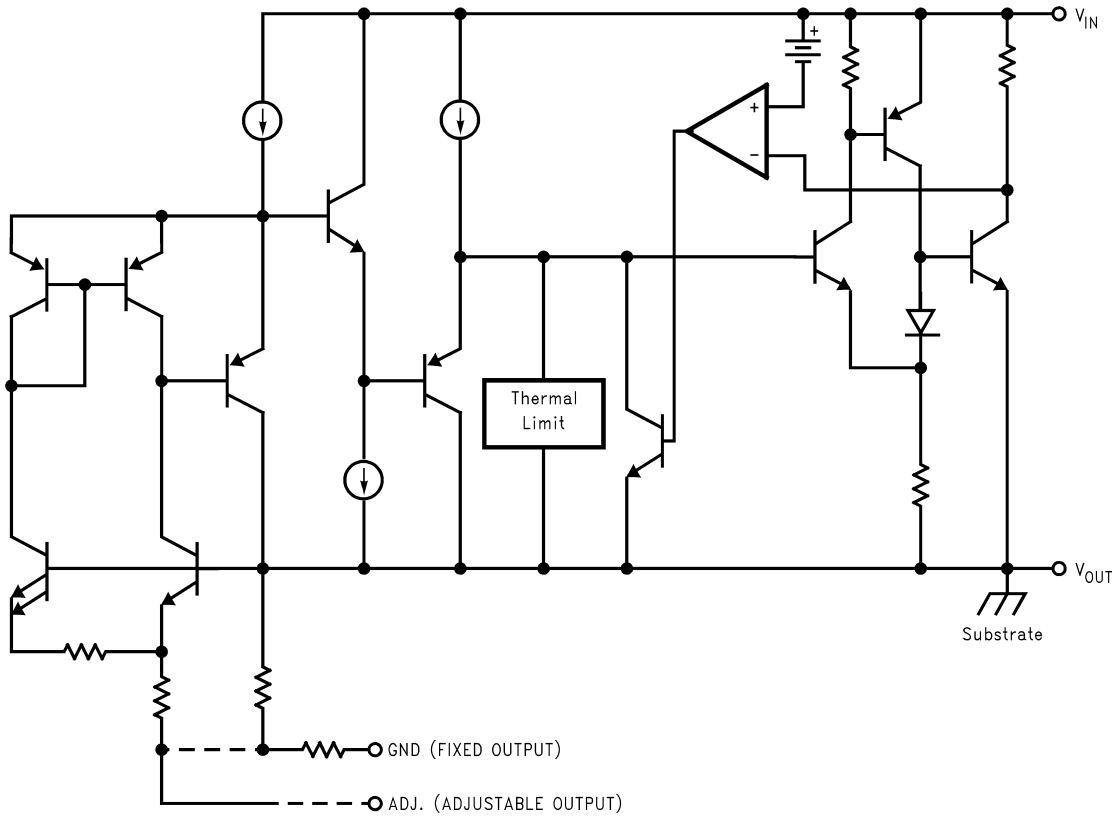 V_IN
+
+
−
Thermal
Limit
V_OUT
Substrate
GND (FIXED OUTPUT)
ADJ. (ADJUSTABLE OUTPUT)